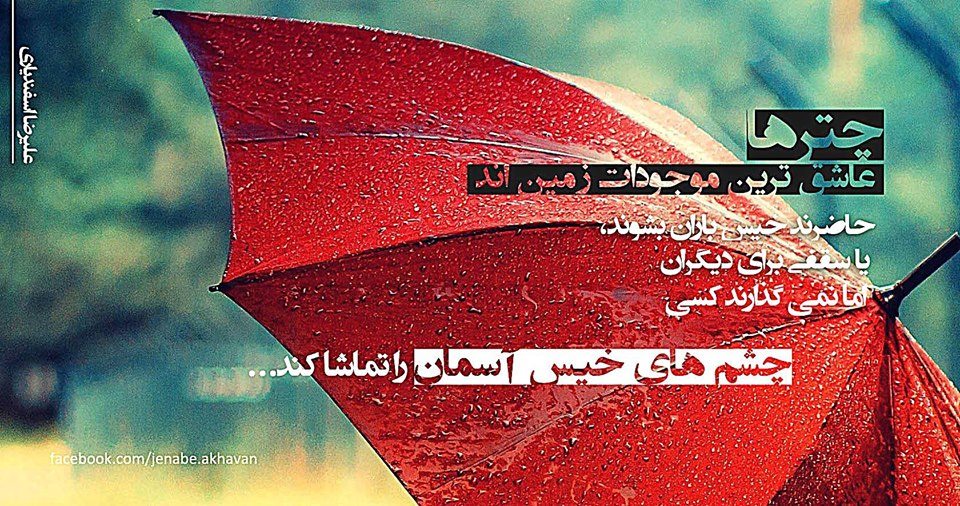 چترها
عاشق ترین موجودات زمین اند
حاضرند خیس باران بشوند،
یا سقفی برای دیگران
اما نمی گذارند کسی
چشم های خیس آسمان را تماشا کند...
علیرضا اسفندیاری
facebook.com/jenabe.akhavan